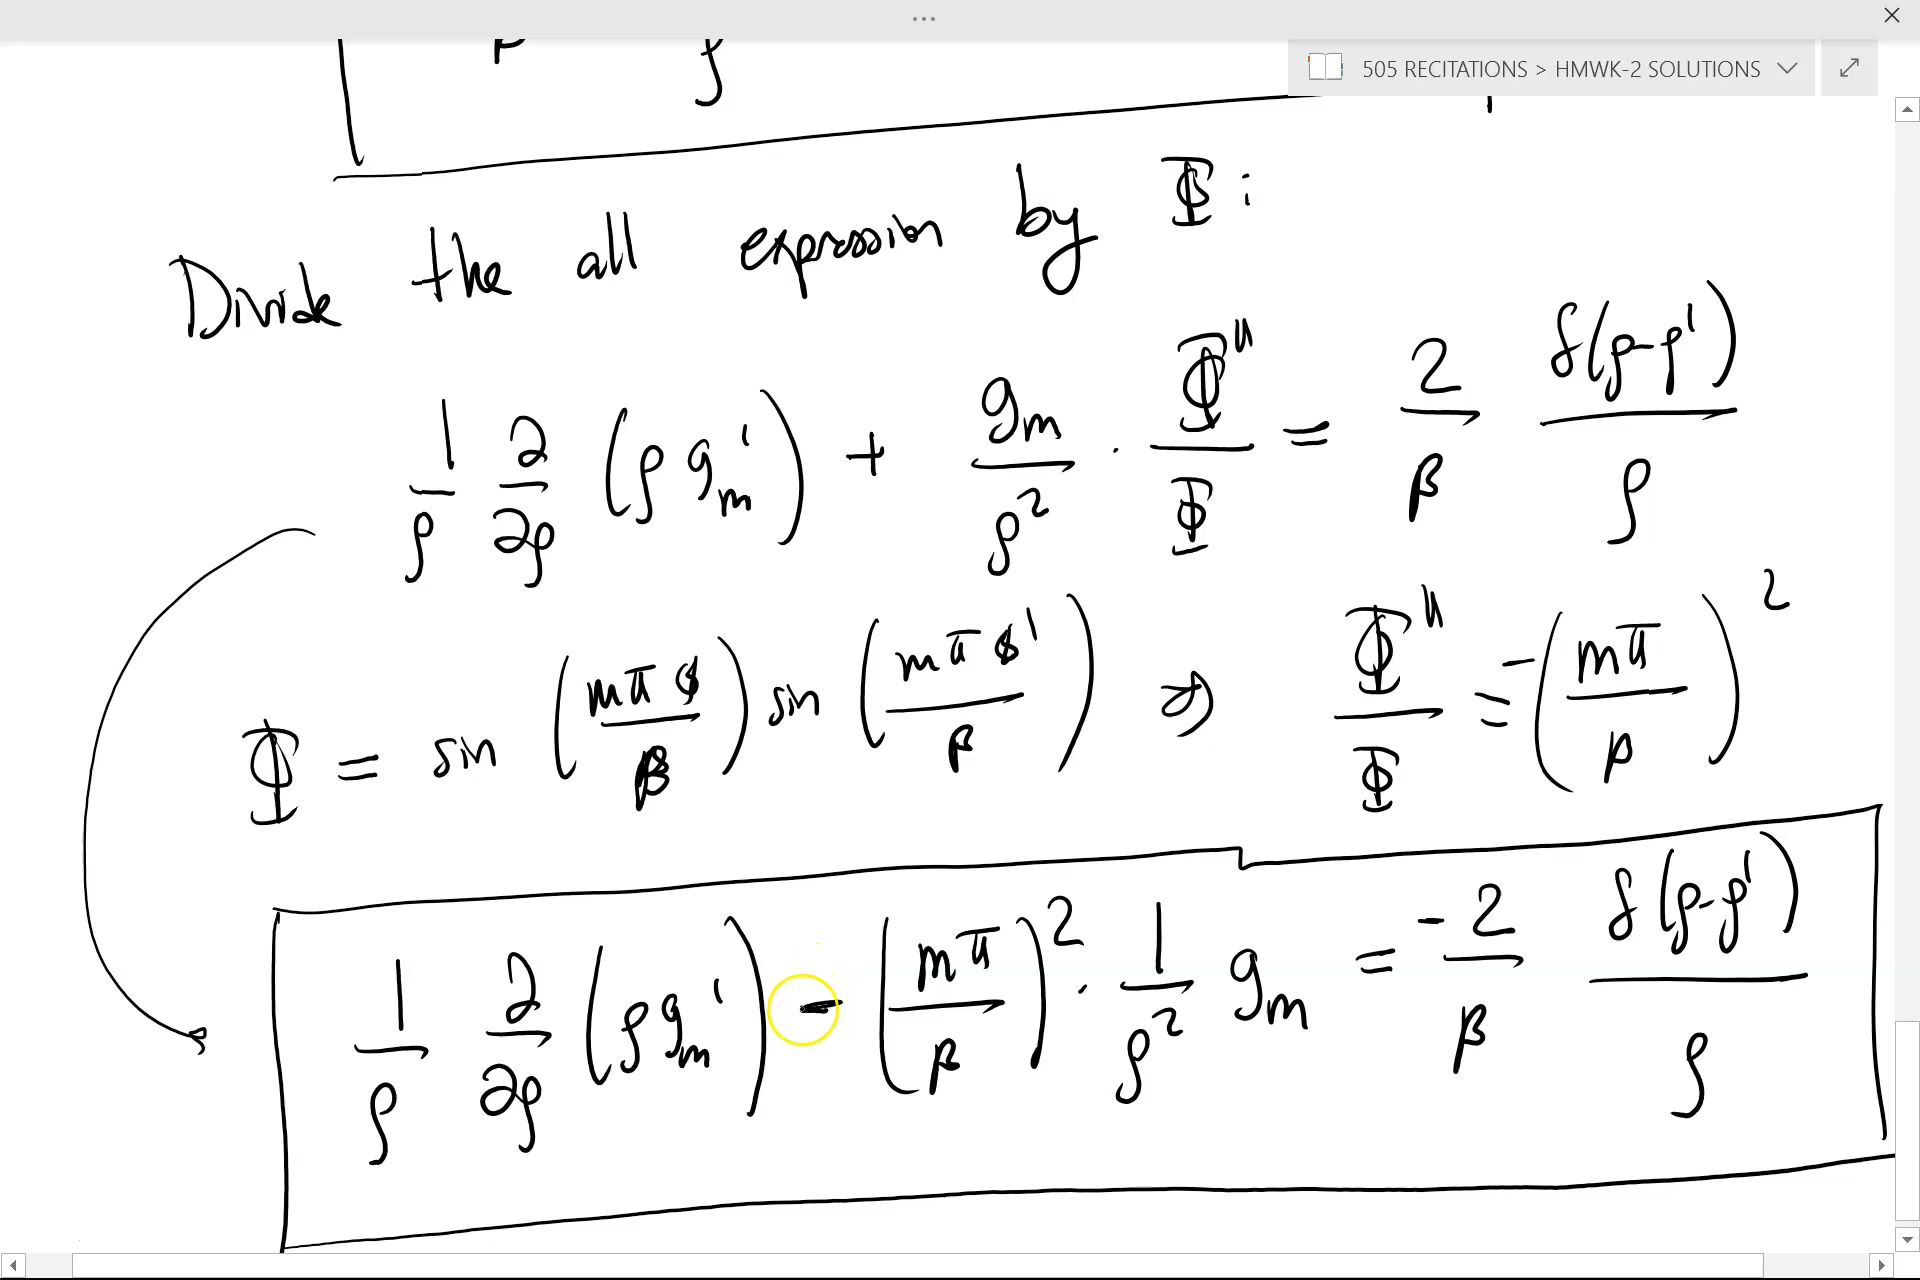 505 RECITATIONS > HMWK-2 SOLUTIONS
Divide the all expression by Φ :
1/ρ ∂/∂ρ (ρ g_m') + g_m/ρ² · Φ''/Φ = 2/β δ(ρ-ρ')/ρ
Φ = sin (mπφ/β) sin (mπφ'/β) ⇒ Φ''/Φ = -(mπ/β)²
1/ρ ∂/∂ρ (ρ g_m') - (mπ/β)² · 1/ρ² g_m = -2/β δ(ρ-ρ')/ρ